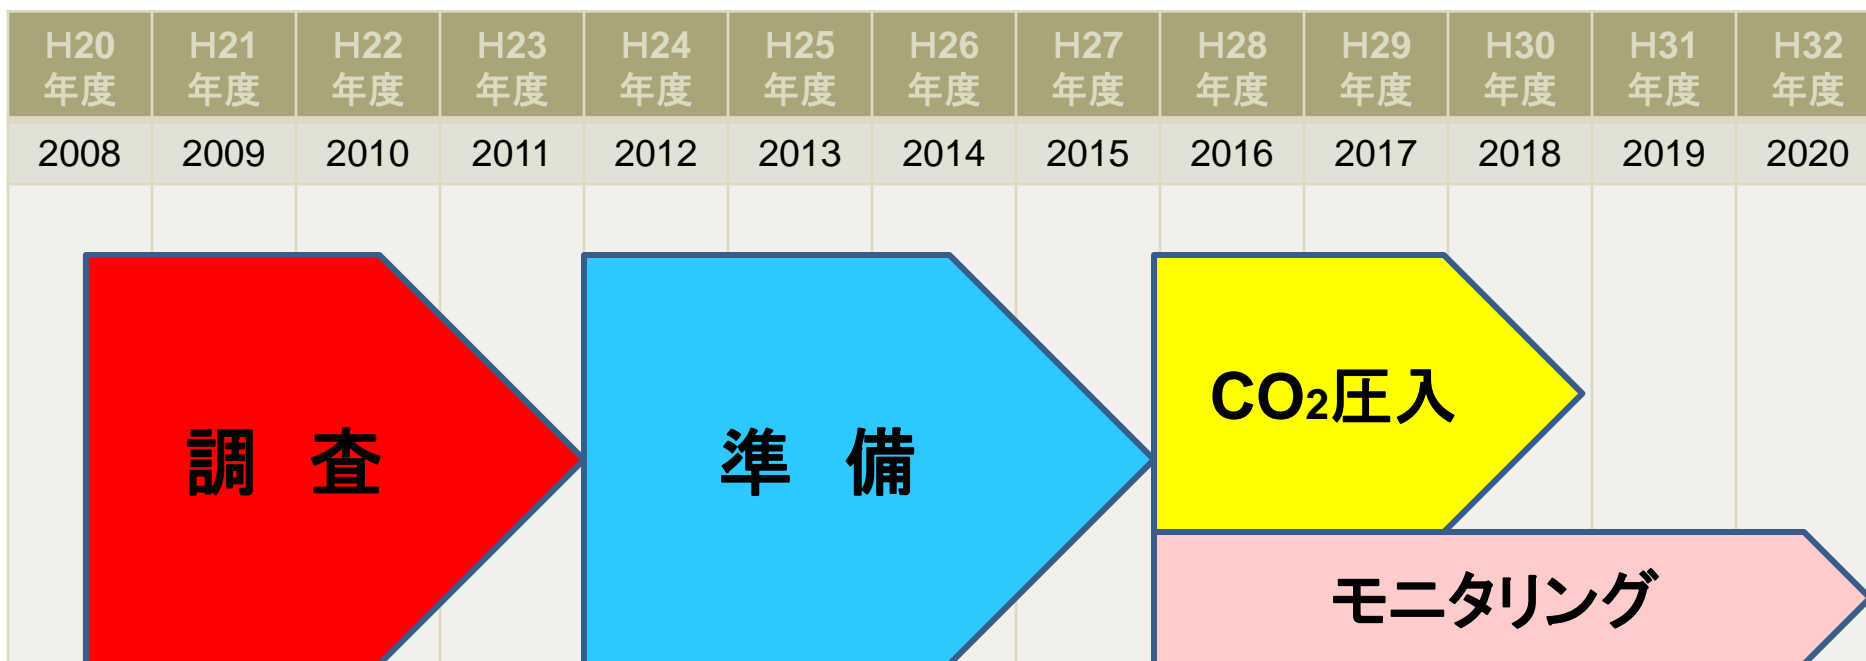 H20 H21 H22 H23 H24 H25 H26 H27 H28 H29 H30 H31 H32
年度 年度 年度 年度 年度 年度 年度 年度 年度 年度 年度 年度 年度
2008 2009 2010 2011 2012 2013 2014 2015 2016 2017 2018 2019 2020
調 査
準 備
CO₂圧入
モニタリング